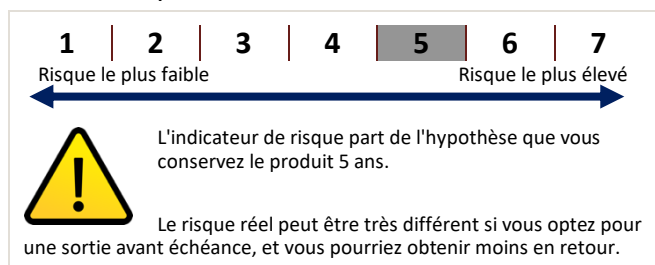 1 2 3 4 5 6 7
Risque le plus faible Risque le plus élevé
L'indicateur de risque part de l'hypothèse que vous
conservez le produit 5 ans.
Le risque réel peut être très différent si vous optez pour
une sortie avant échéance, et vous pourriez obtenir moins en retour.